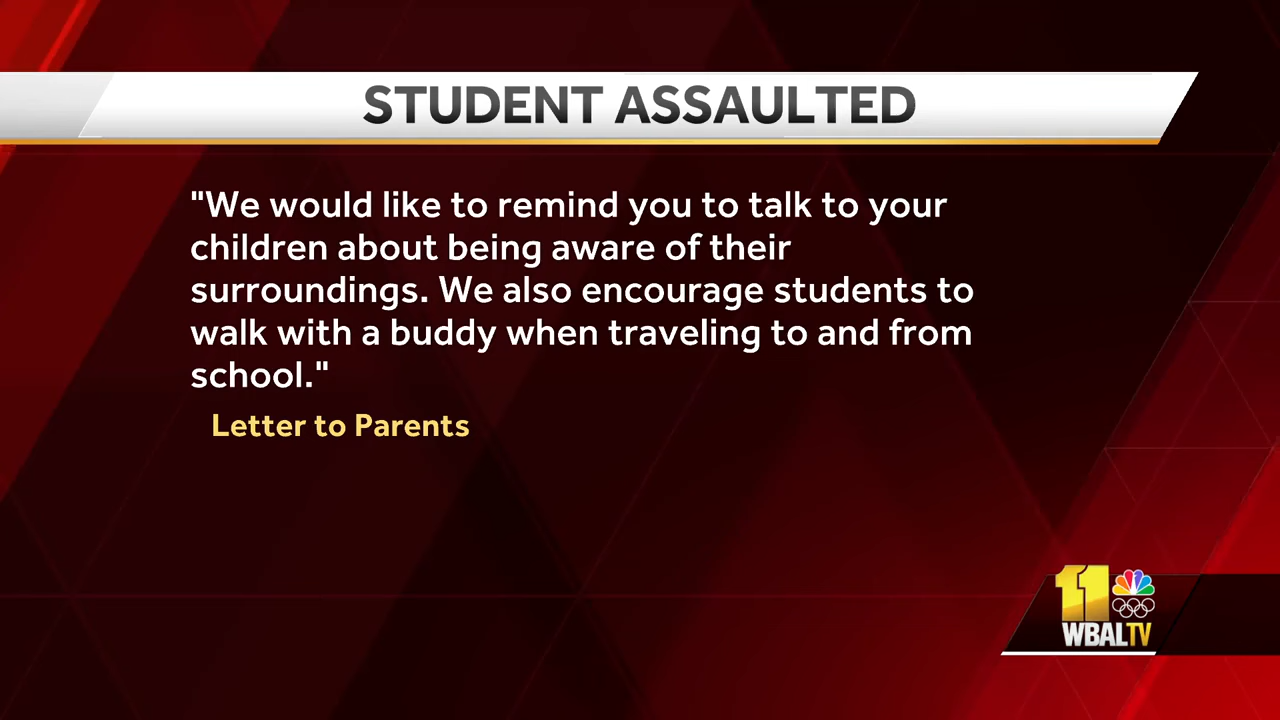 STUDENT ASSAULTED
"We would like to remind you to talk to your
children about being aware of their
surroundings. We also encourage students to
walk with a buddy when traveling to and from
school."
Letter to Parents
11
WBALTV